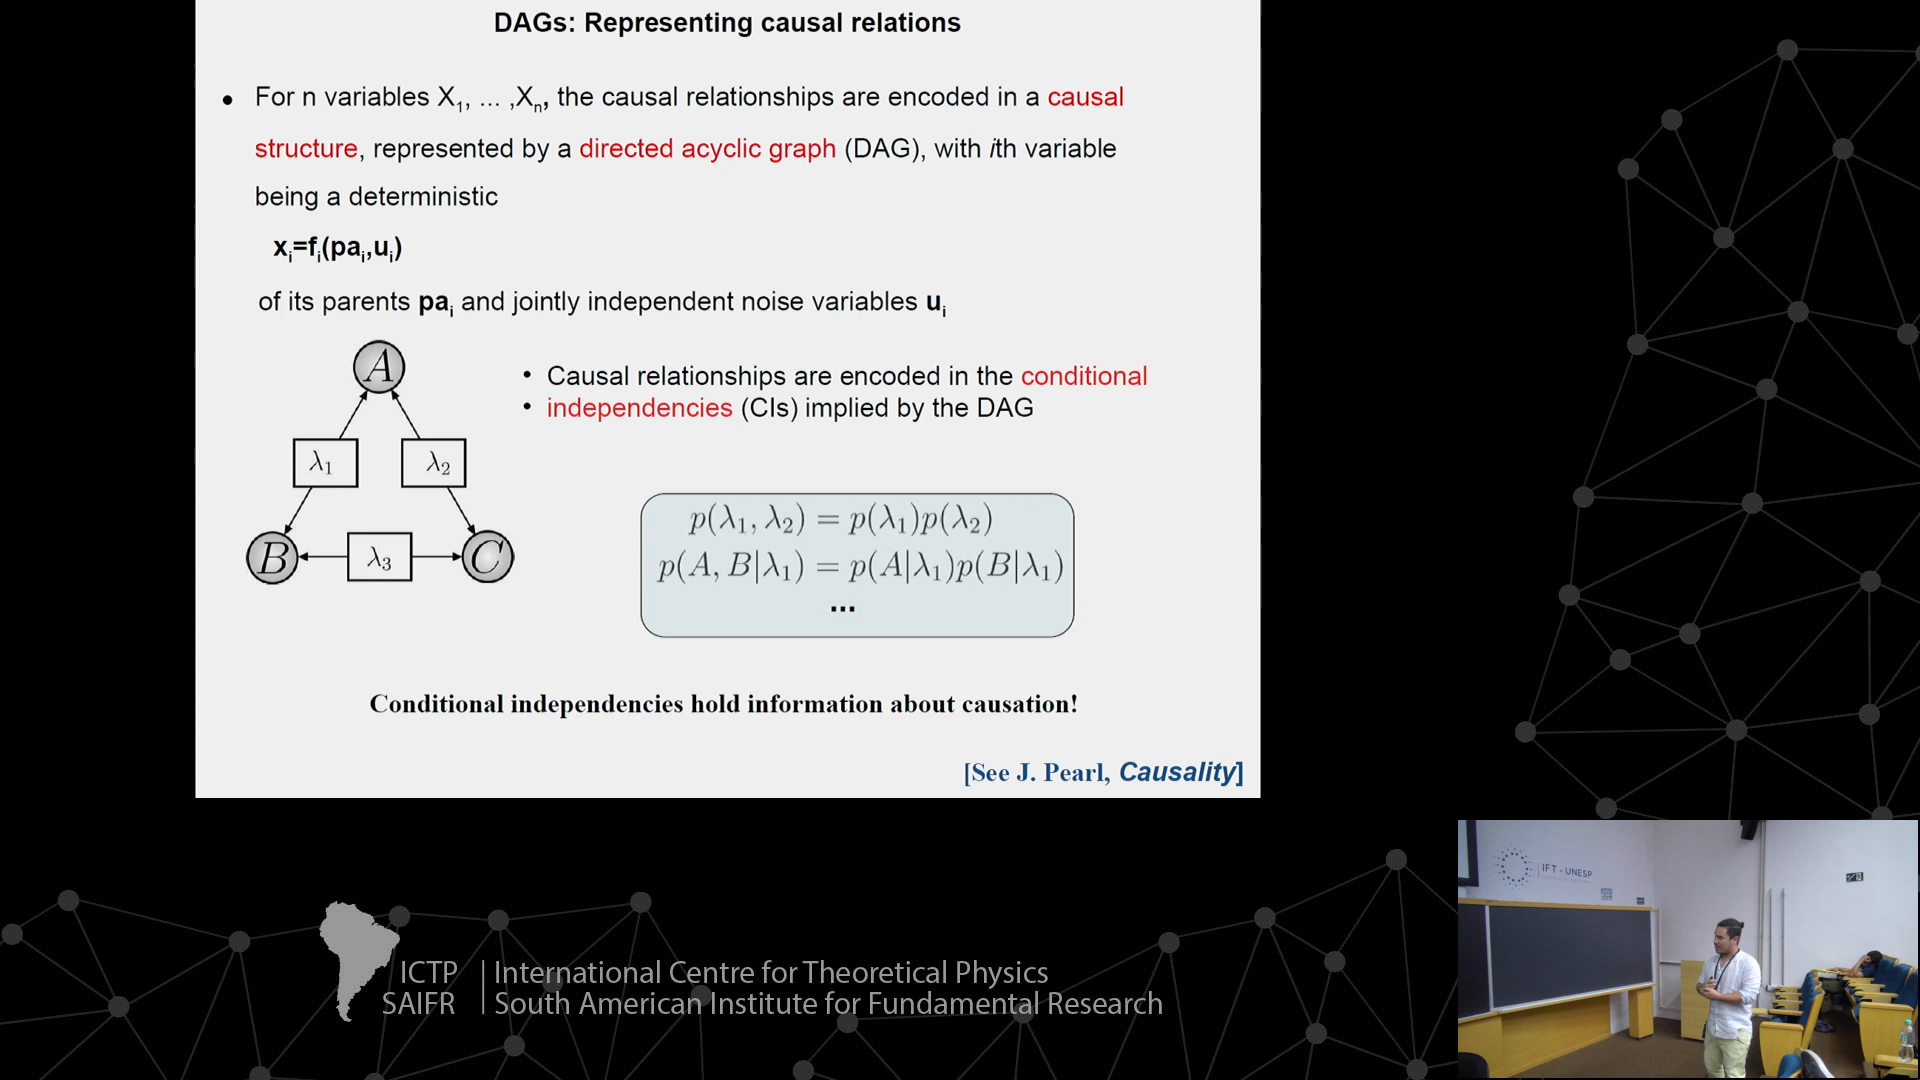 DAGs: Representing causal relations
● For n variables X₁, ... ,Xₙ, the causal relationships are encoded in a causal
structure, represented by a directed acyclic graph (DAG), with ith variable
being a deterministic
xᵢ=fᵢ(paᵢ,uᵢ)
of its parents paᵢ and jointly independent noise variables uᵢ
A
λ₁
λ₂
B
λ₃
C
• Causal relationships are encoded in the conditional
• independencies (CIs) implied by the DAG
p(λ₁, λ₂) = p(λ₁)p(λ₂)
p(A, B|λ₁) = p(A|λ₁)p(B|λ₁)
...
Conditional independencies hold information about causation!
[See J. Pearl, Causality]
IFT - UNESP
ICTP | International Centre for Theoretical Physics
SAIFR | South American Institute for Fundamental Research